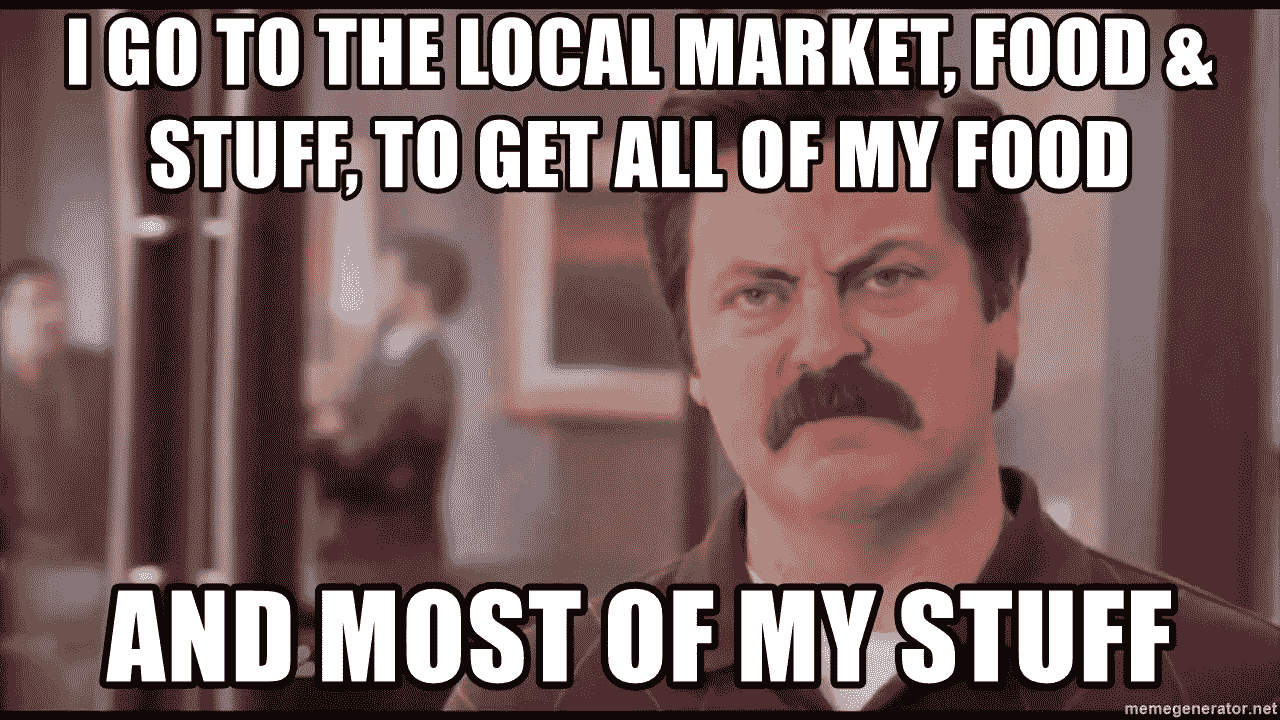 I GO TO THE LOCAL MARKET, FOOD &
STUFF, TO GET ALL OF MY FOOD
AND MOST OF MY STUFF
memegenerator.net